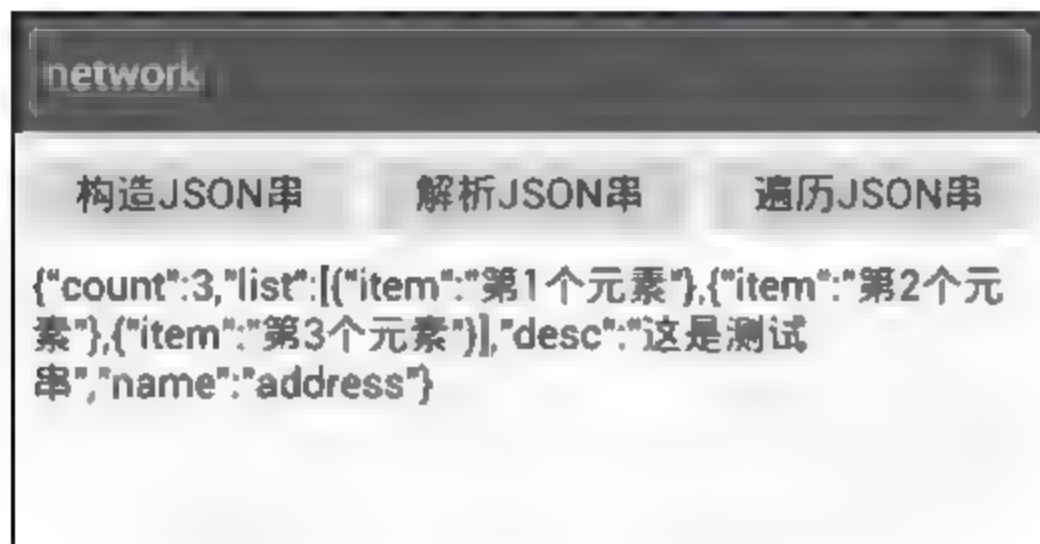 network
构造JSON串 解析JSON串 遍历JSON串
{"count":3,"list":[{"item":"第1个元素"},{"item":"第2个元
素"},{"item":"第3个元素"}],"desc":"这是测试
串","name":"address"}